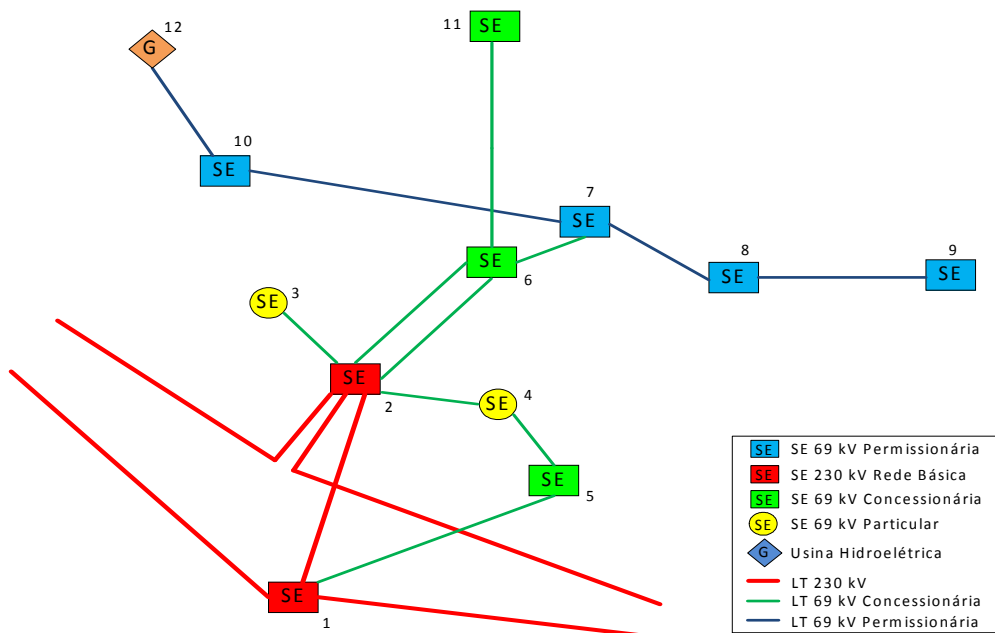 12
G
11 SE
10
SE
7
SE
8
SE
9
SE
SE
6
SE 3
SE
2
SE 4
SE
5
SE
1
SE SE 69 kV Permissionária
SE SE 230 kV Rede Básica
SE SE 69 kV Concessionária
SE SE 69 kV Particular
G Usina Hidroelétrica
LT 230 kV
LT 69 kV Concessionária
LT 69 kV Permissionária